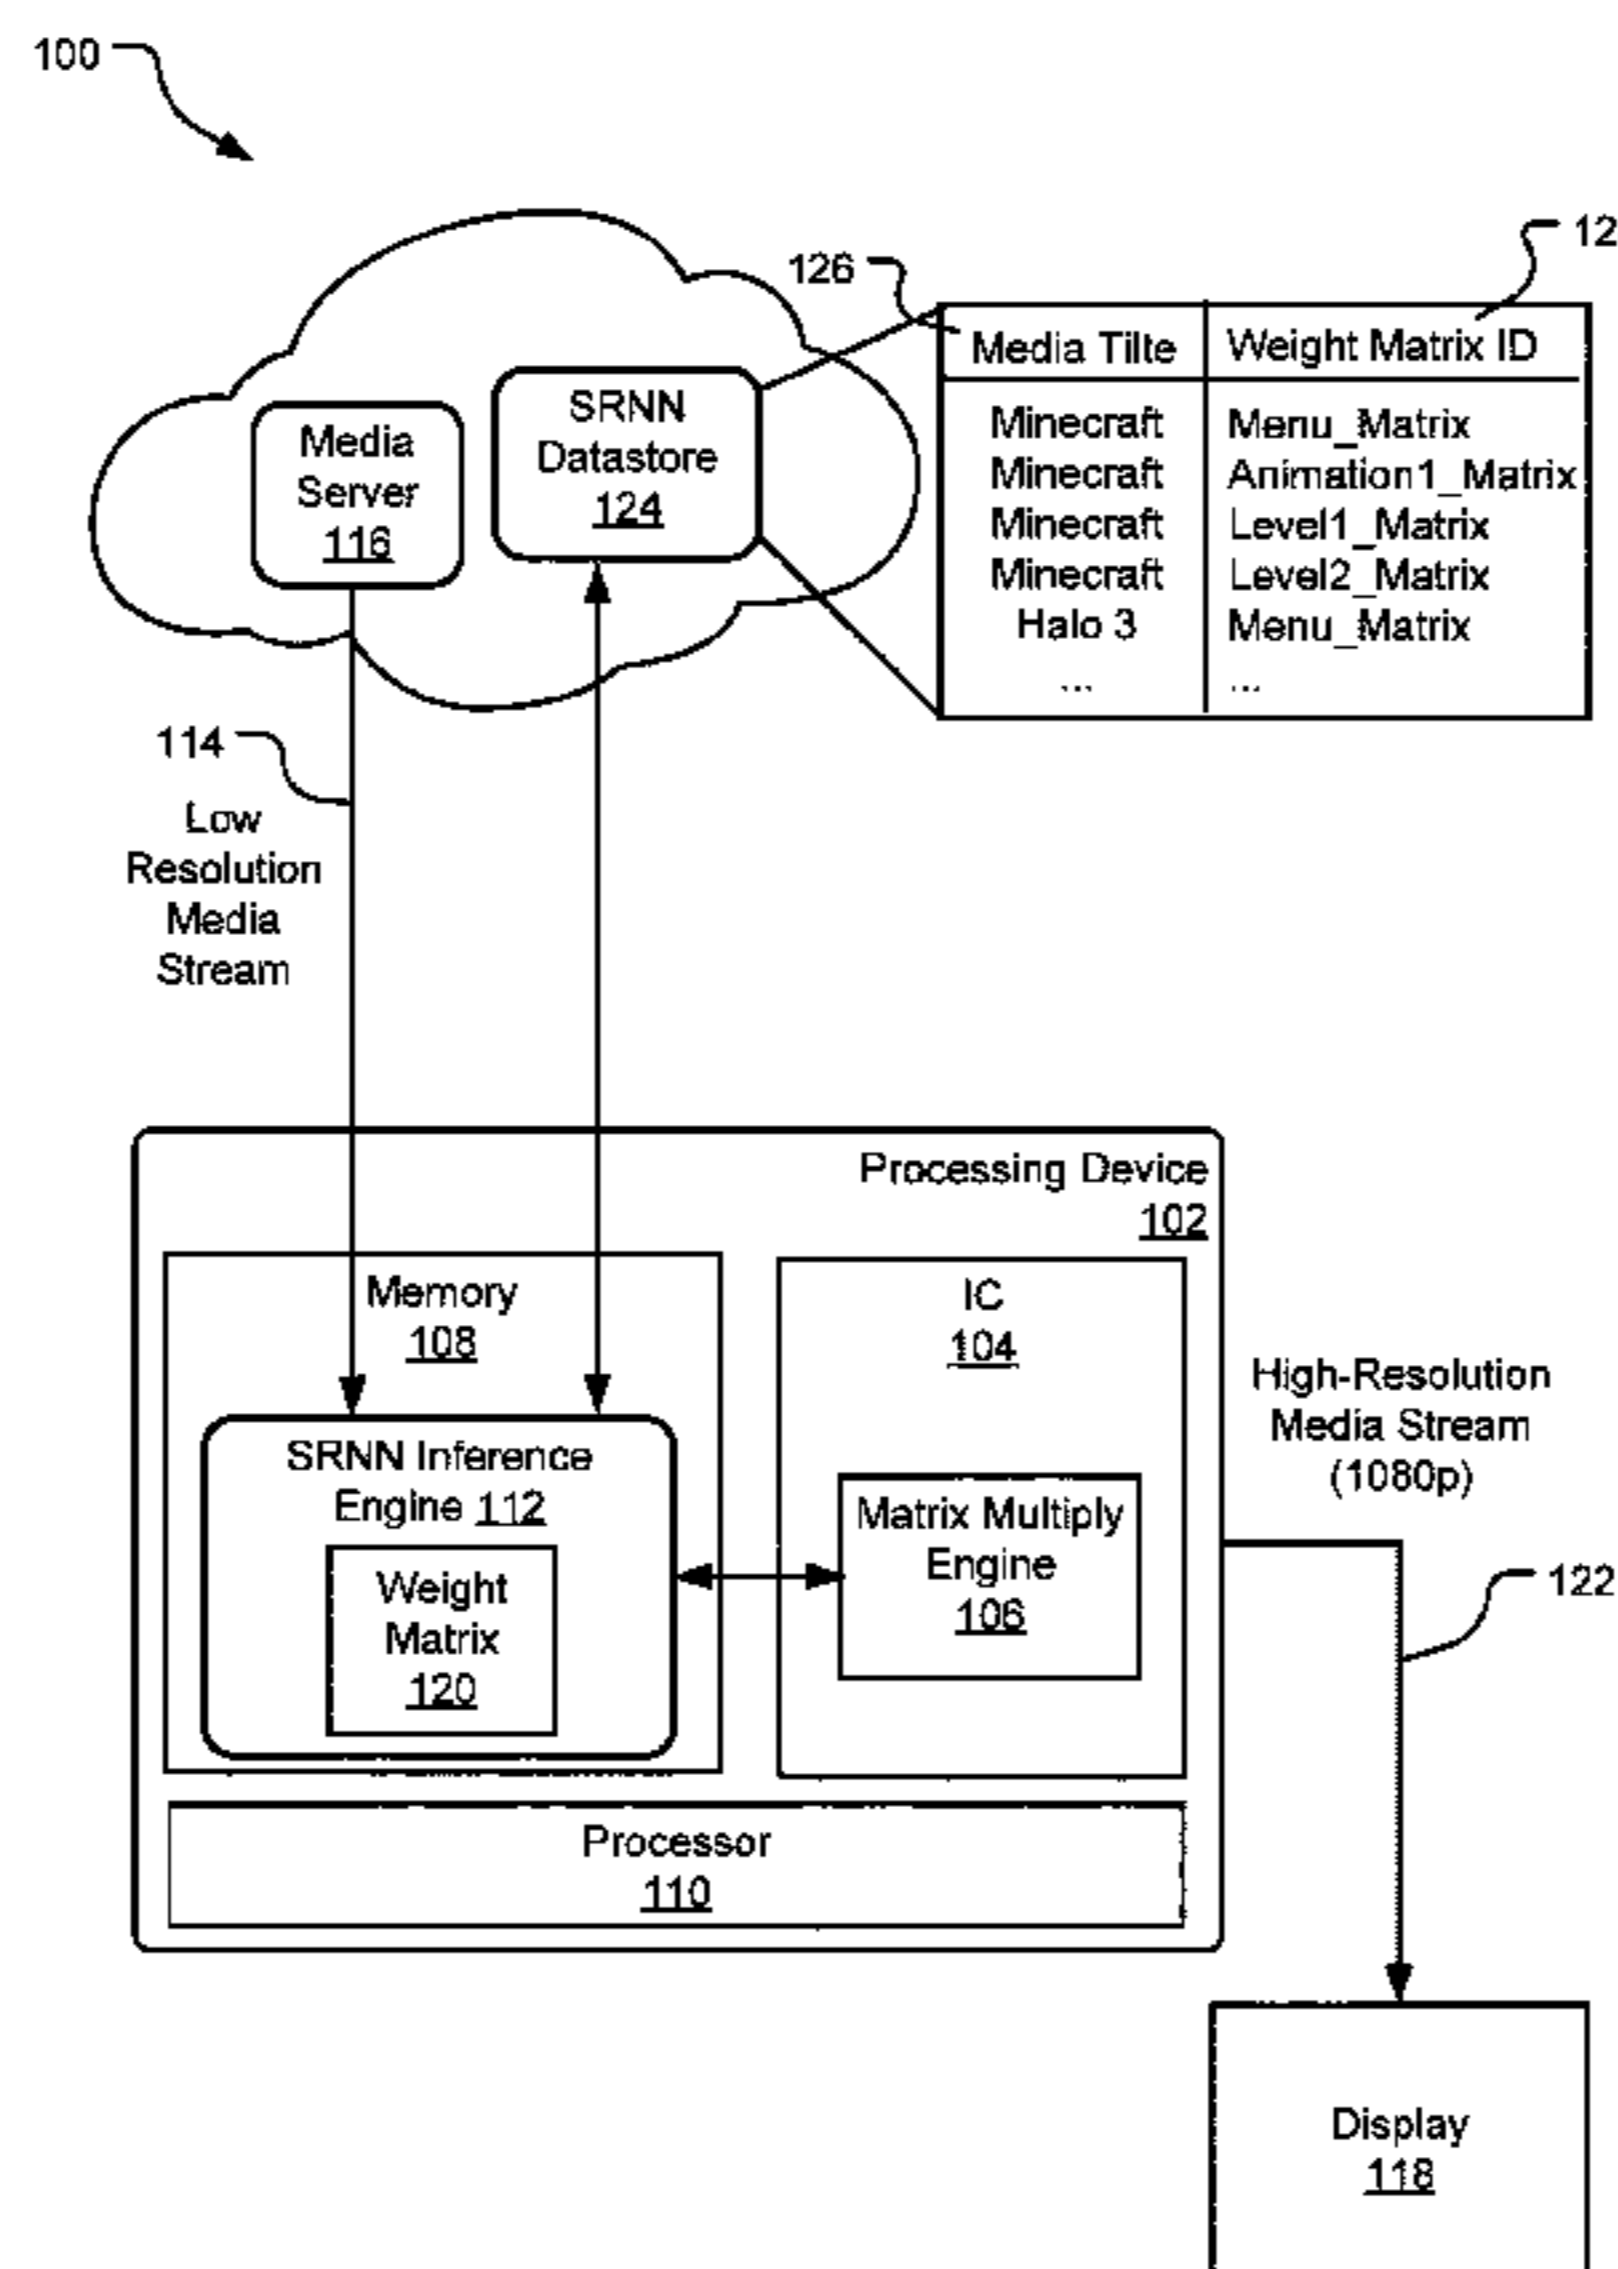 100
12
126
Media Tilte Weight Matrix ID
Minecraft Menu_Matrix
Minecraft Animation1_Matrix
Minecraft Level1_Matrix
Minecraft Level2_Matrix
Halo 3 Menu_Matrix
... ...
Media
Server
116
SRNN
Datastore
124
114
Low
Resolution
Media
Stream
Processing Device
102
Memory
108
IC
104
SRNN Inference
Engine 112
Weight
Matrix
120
Matrix Multiply
Engine
106
Processor
110
High-Resolution
Media Stream
(1080p)
122
Display
118